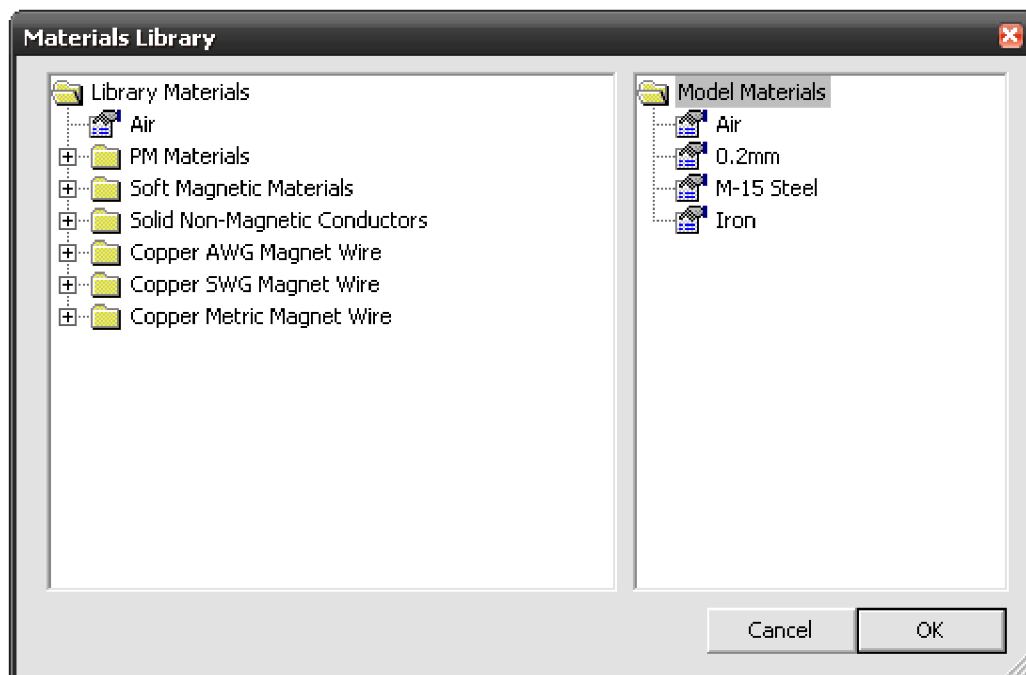 Materials Library
Library Materials
Air
PM Materials
Soft Magnetic Materials
Solid Non-Magnetic Conductors
Copper AWG Magnet Wire
Copper SWG Magnet Wire
Copper Metric Magnet Wire
Model Materials
Air
0.2mm
M-15 Steel
Iron
Cancel
OK